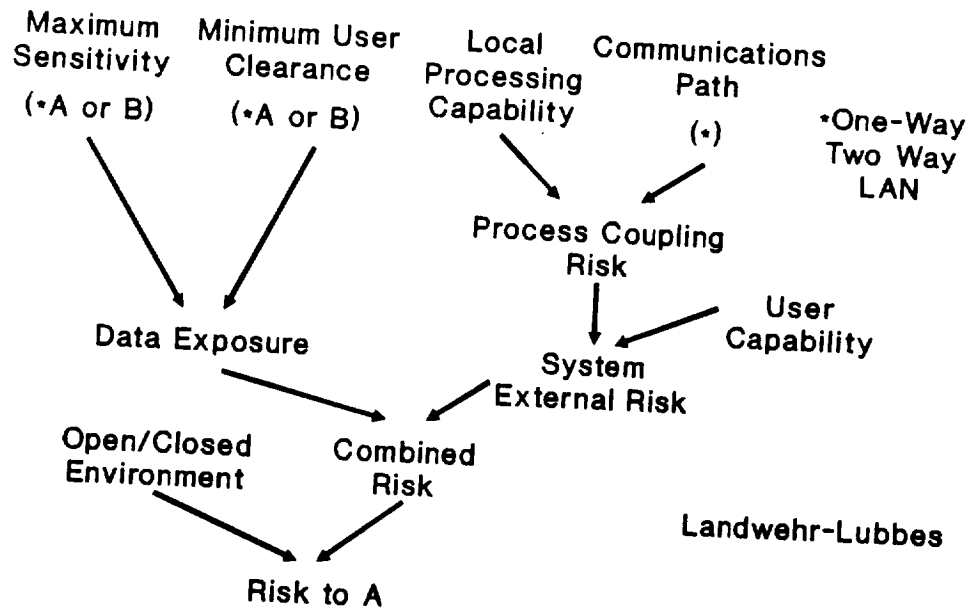 Maximum
Sensitivity
(*A or B)
Minimum User
Clearance
(*A or B)
Local
Processing
Capability
Communications
Path
(*)
*One-Way
Two Way
LAN
Process Coupling
Risk
User
Capability
Data Exposure
System
External Risk
Open/Closed
Environment
Combined
Risk
Landwehr-Lubbes
Risk to A